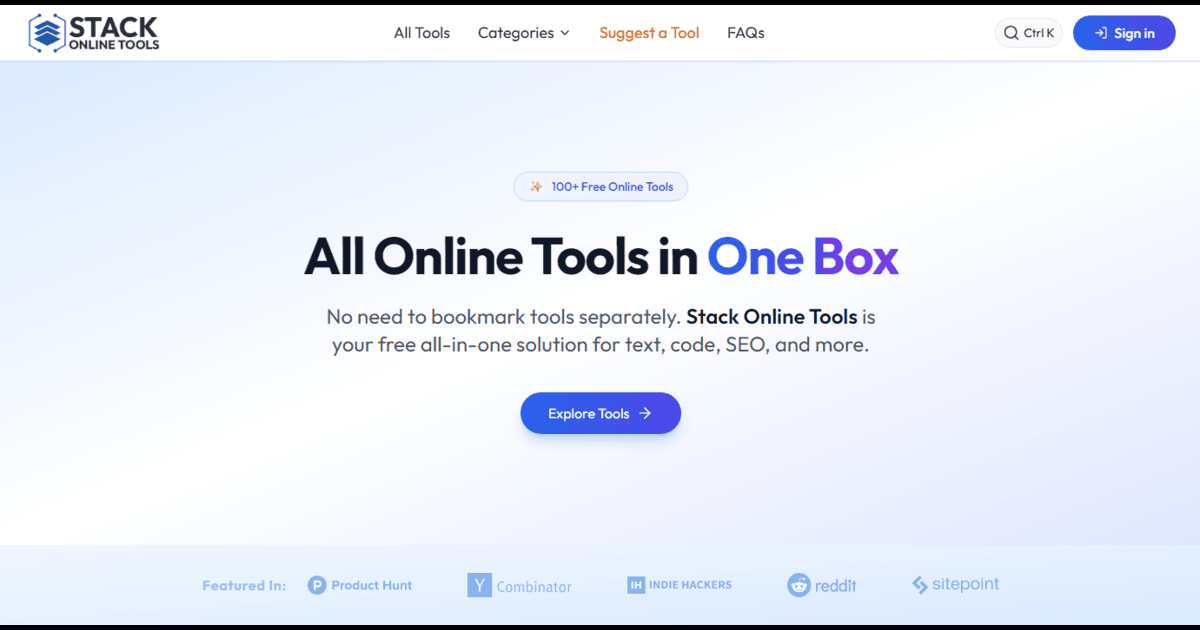 STACK
ONLINE TOOLS
All Tools
Categories
Suggest a Tool
FAQs
Ctrl K
Sign in
100+ Free Online Tools
All Online Tools in One Box
No need to bookmark tools separately. Stack Online Tools is
your free all-in-one solution for text, code, SEO, and more.
Explore Tools
Featured In:
P Product Hunt
Y Combinator
IH INDIE HACKERS
reddit
sitepoint